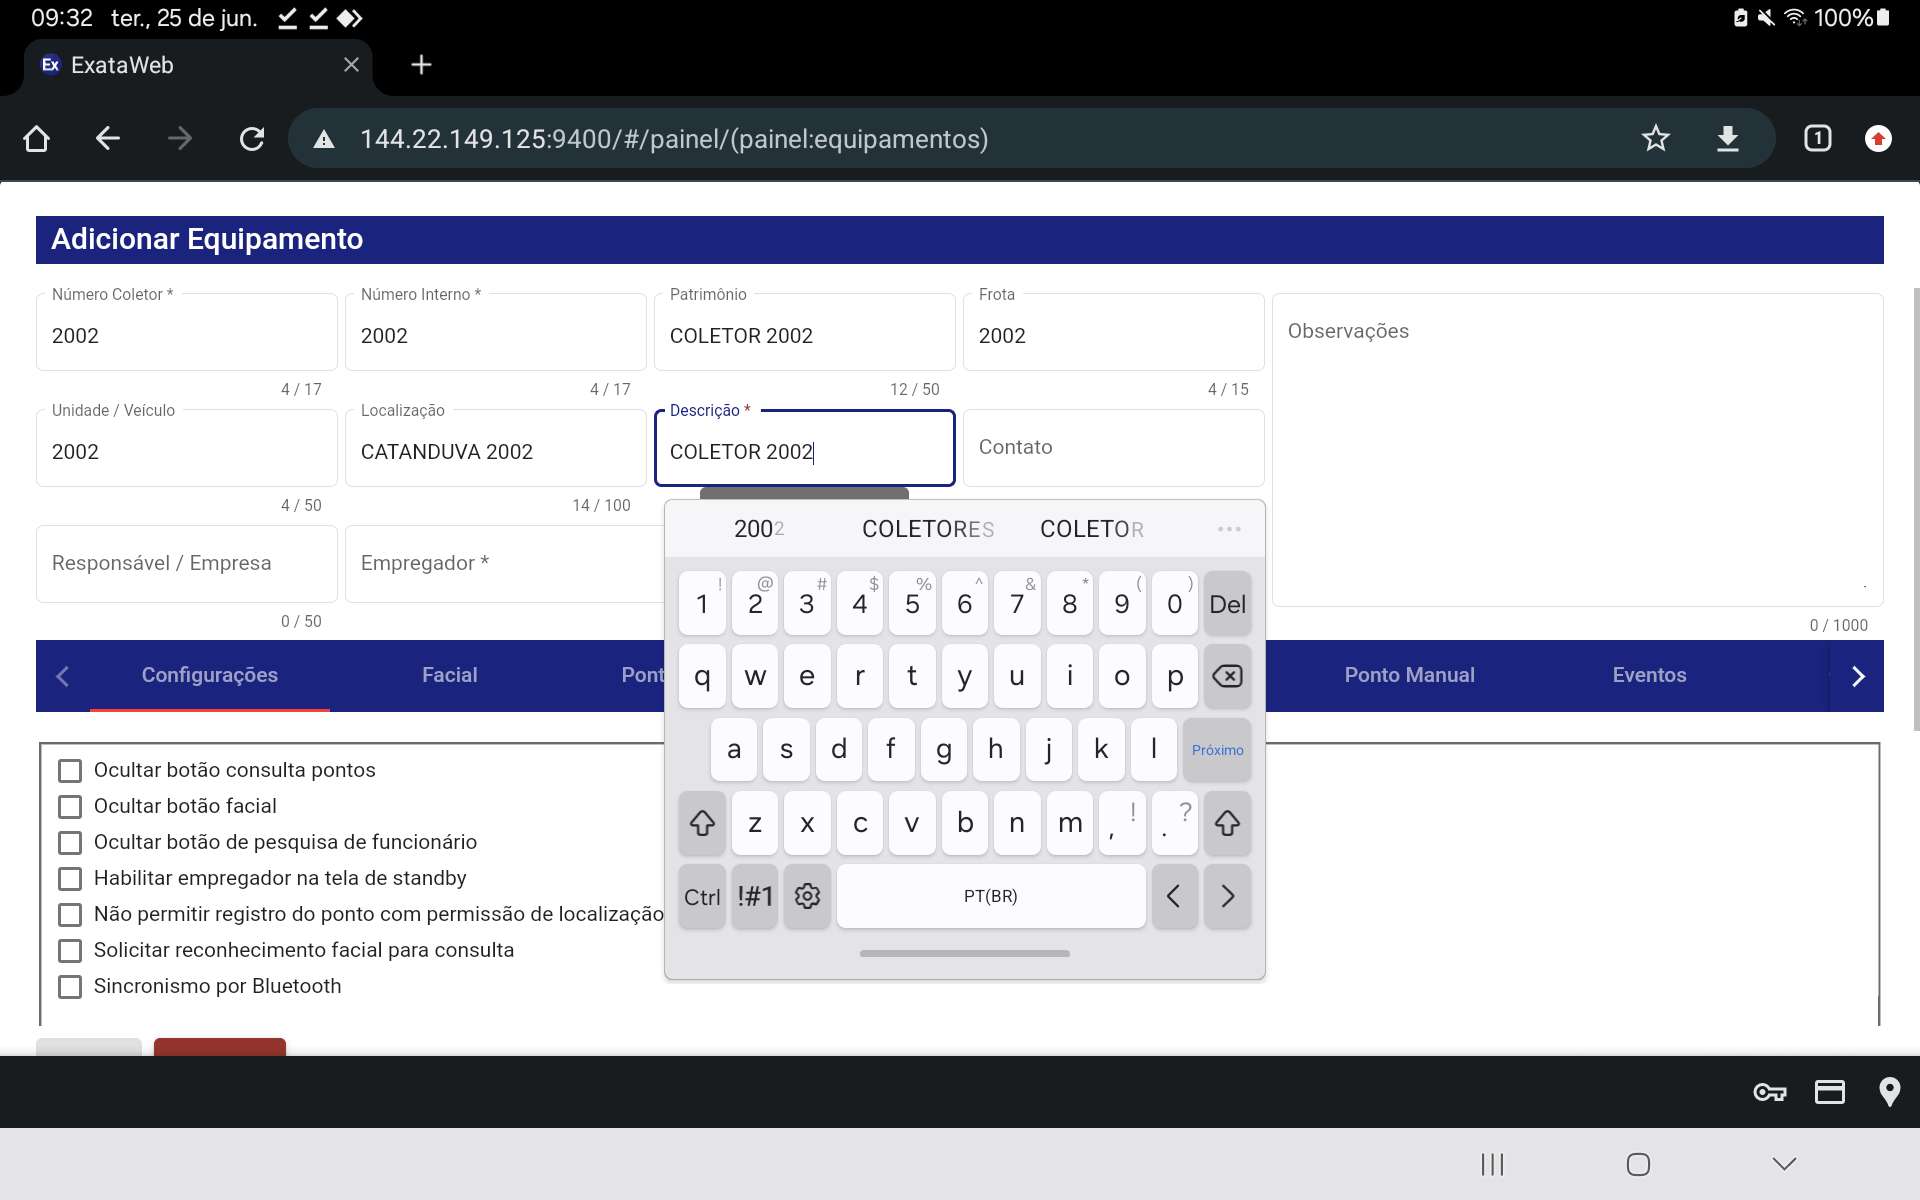 09:32 ter., 25 de jun.
100%
Ex ExataWeb
144.22.149.125:9400/#/painel/(painel:equipamentos)
1
Adicionar Equipamento
Número Coletor * Número Interno * Patrimônio Frota
2002 2002 COLETOR 2002 2002 Observações
4 / 17 4 / 17 12 / 50 4 / 15
Unidade / Veículo Localização Descrição *
2002 CATANDUVA 2002 COLETOR 2002 Contato
4 / 50 14 / 100
2002 COLETORES COLETOR ...
Responsável / Empresa Empregador *
0 / 50 0 / 1000
! @ # $ % ^ & * ( )
1 2 3 4 5 6 7 8 9 0 Del
Configurações Facial Pont Ponto Manual Eventos
q w e r t y u i o p
a s d f g h j k l Próximo
! ?
z x c v b n m , .
Ctrl !#1 PT(BR) < >
Ocultar botão consulta pontos
Ocultar botão facial
Ocultar botão de pesquisa de funcionário
Habilitar empregador na tela de standby
Não permitir registro do ponto com permissão de localização
Solicitar reconhecimento facial para consulta
Sincronismo por Bluetooth